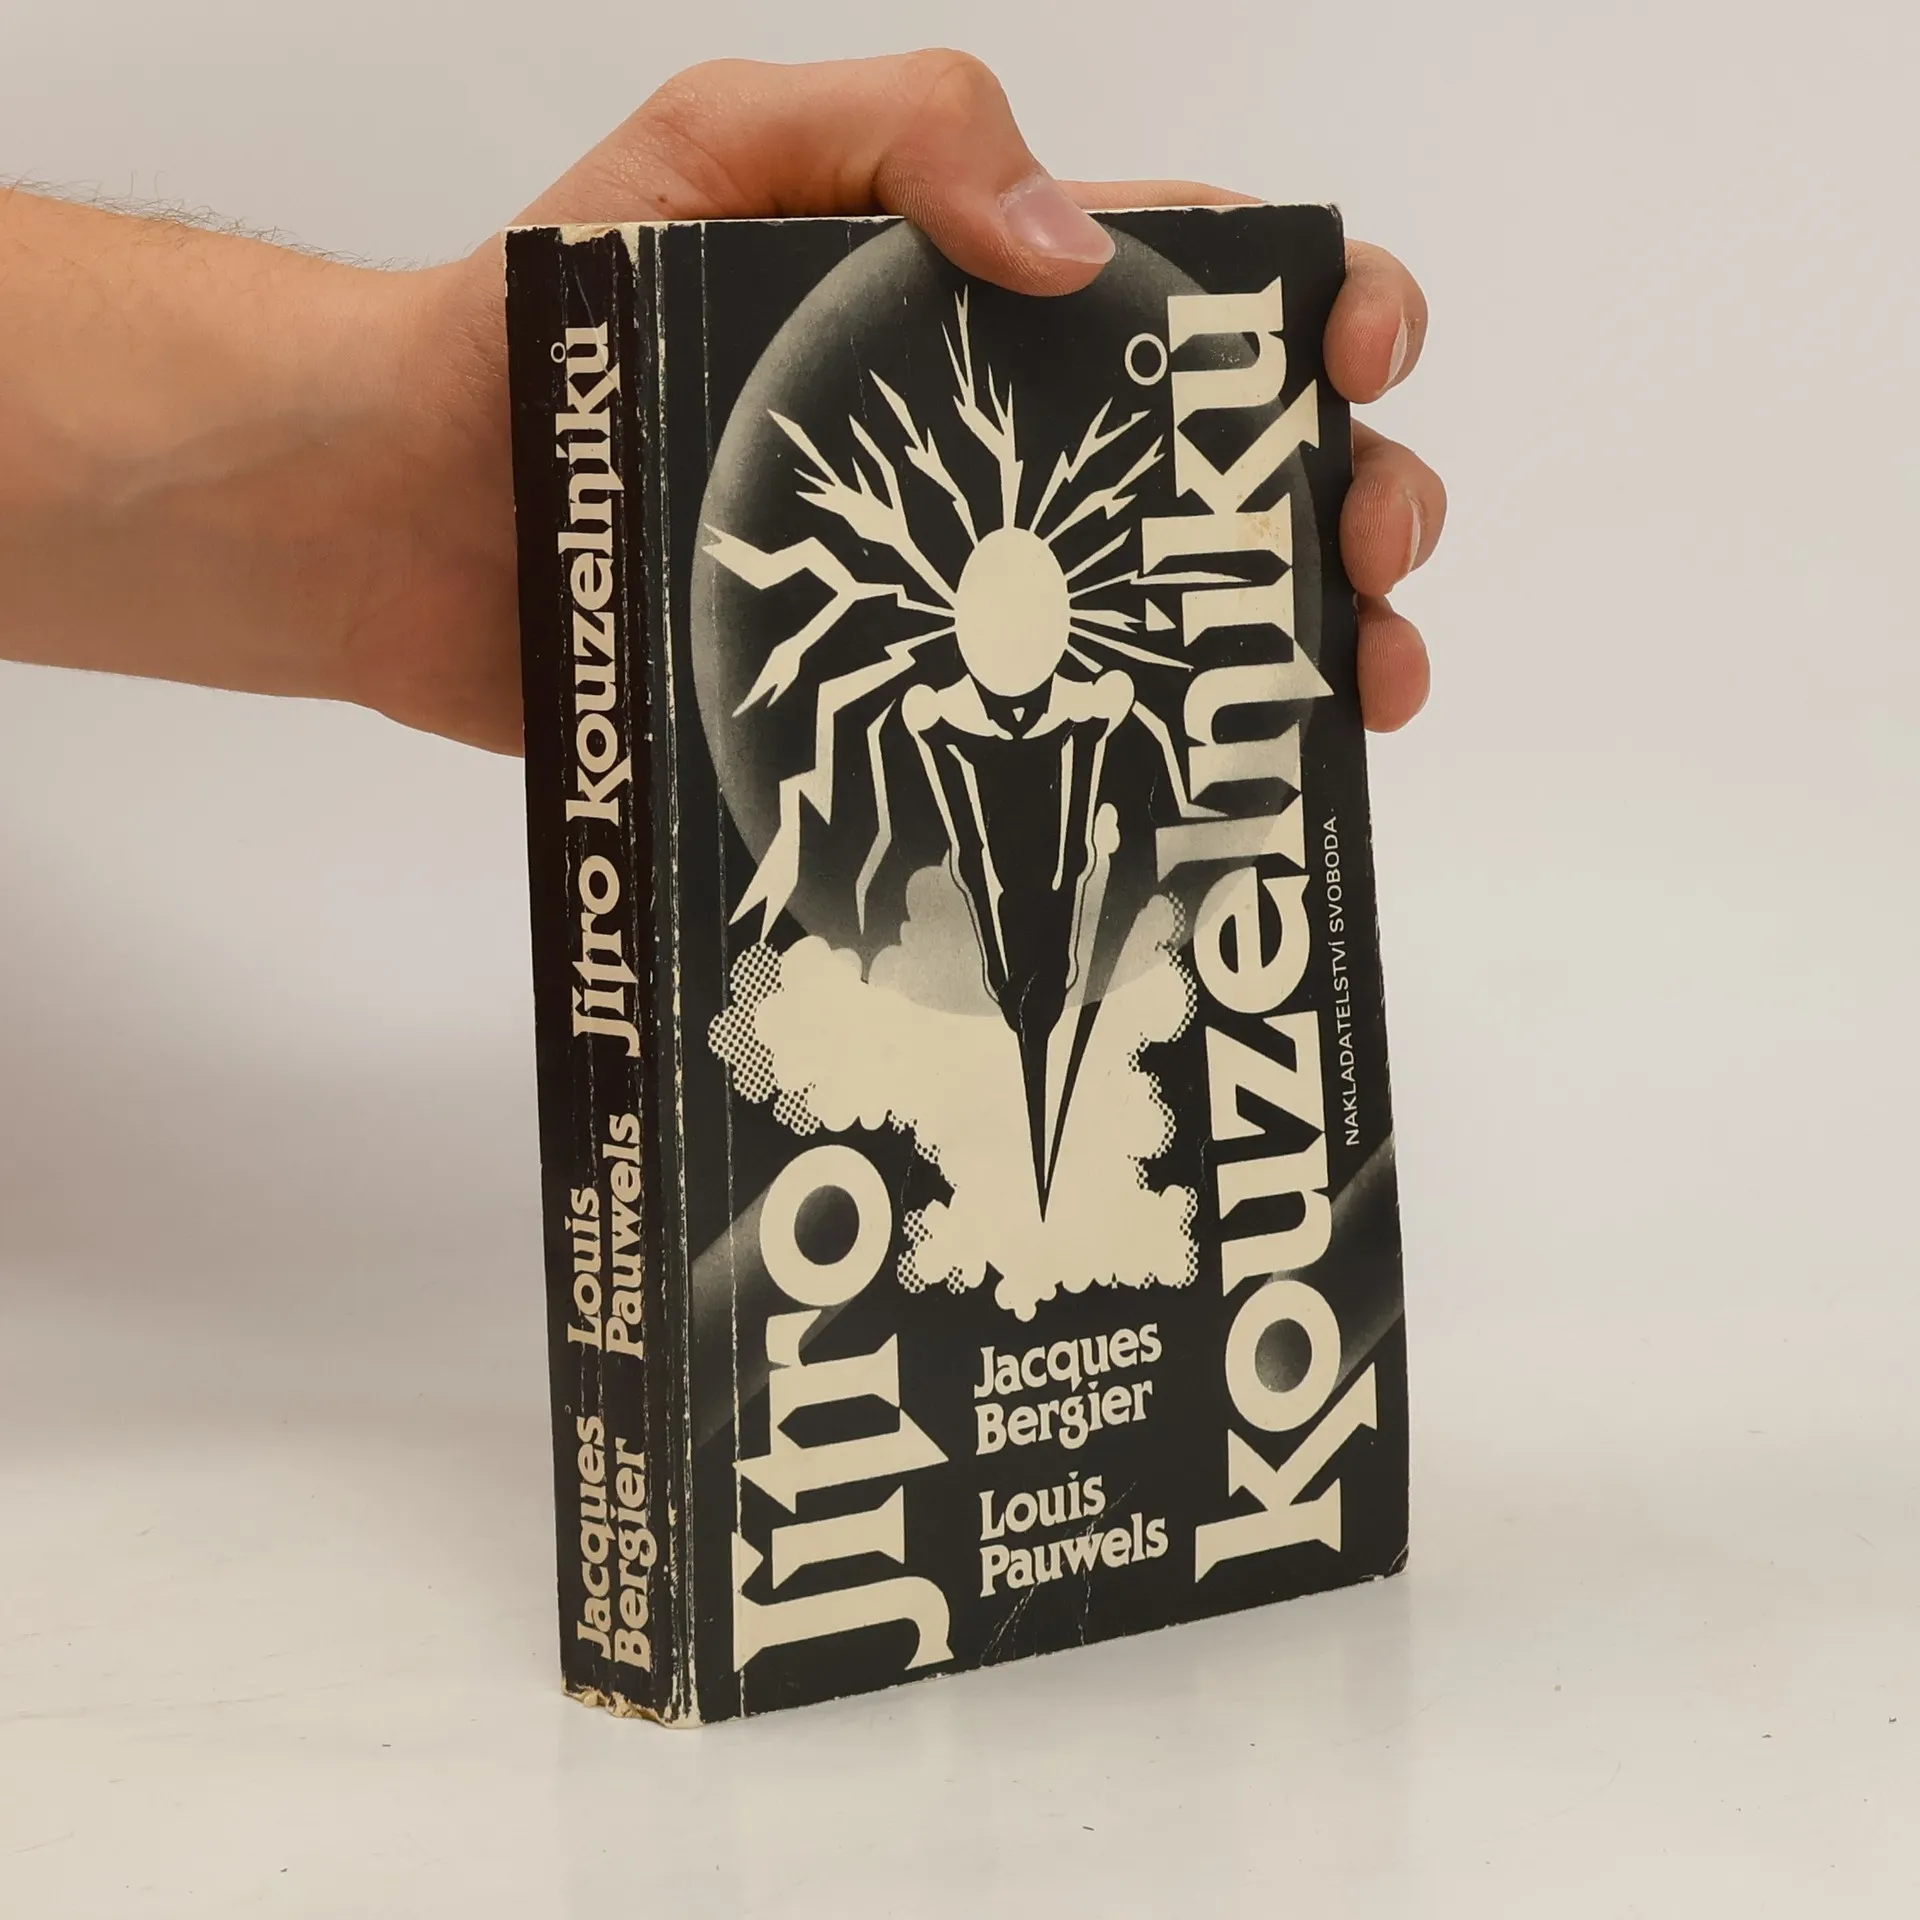 Jacques
Bergier
Louis
Pauwels
Jitro kouzelníků
Jitro
kouzelníků
Jacques
Bergier
Louis
Pauwels
NAKLADATELSTVÍ SVOBODA